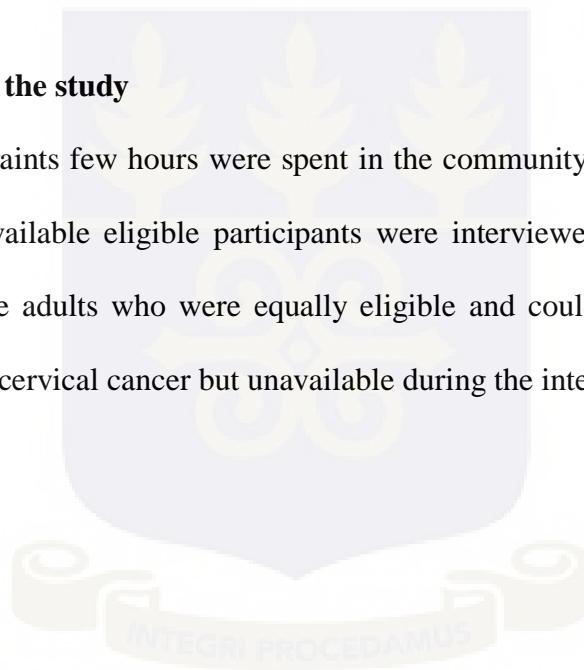 the study
aints few hours were spent in the community
vailable eligible participants were interviewe
e adults who were equally eligible and coul
cervical cancer but unavailable during the inte
INTEGRI PROCEDAMUS